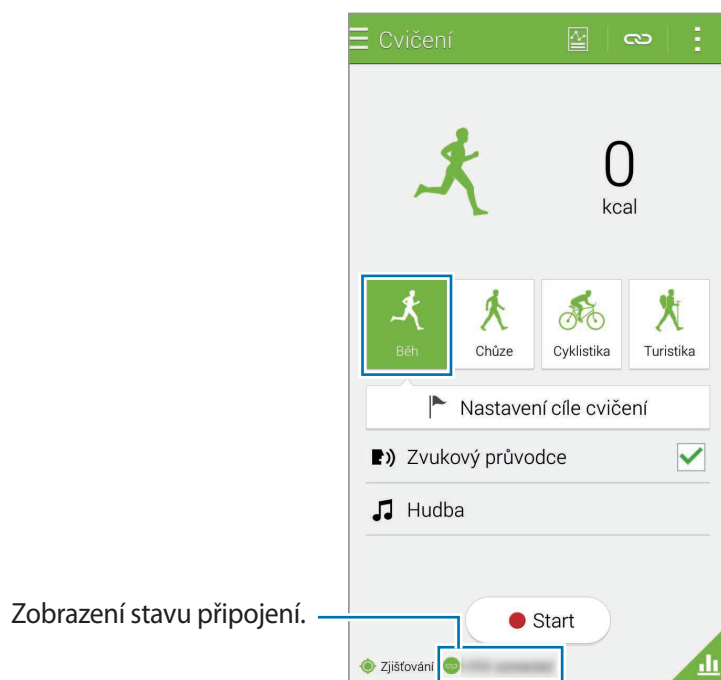 Cvičení
0
kcal
Běh
Chůze
Cyklistika
Turistika
Nastavení cíle cvičení
Zvukový průvodce
Hudba
Start
Zobrazení stavu připojení.
Zjišťování